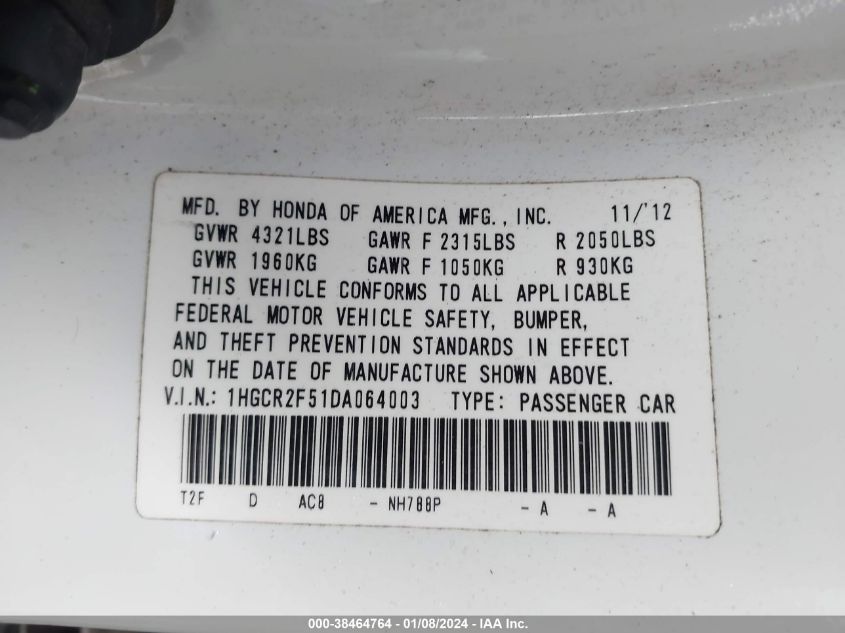 MFD. BY HONDA OF AMERICA MFG., INC. 11/'12
GVWR 4321LBS GAWR F 2315LBS R 2050LBS
GVWR 1960KG GAWR F 1050KG R 930KG
THIS VEHICLE CONFORMS TO ALL APPLICABLE
FEDERAL MOTOR VEHICLE SAFETY, BUMPER,
AND THEFT PREVENTION STANDARDS IN EFFECT
ON THE DATE OF MANUFACTURE SHOWN ABOVE.
V.I.N.: 1HGCR2F51DA064003 TYPE: PASSENGER CAR
T2F D AC8 - NH788P - A - A
000-38464764 - 01/08/2024 - IAA Inc.